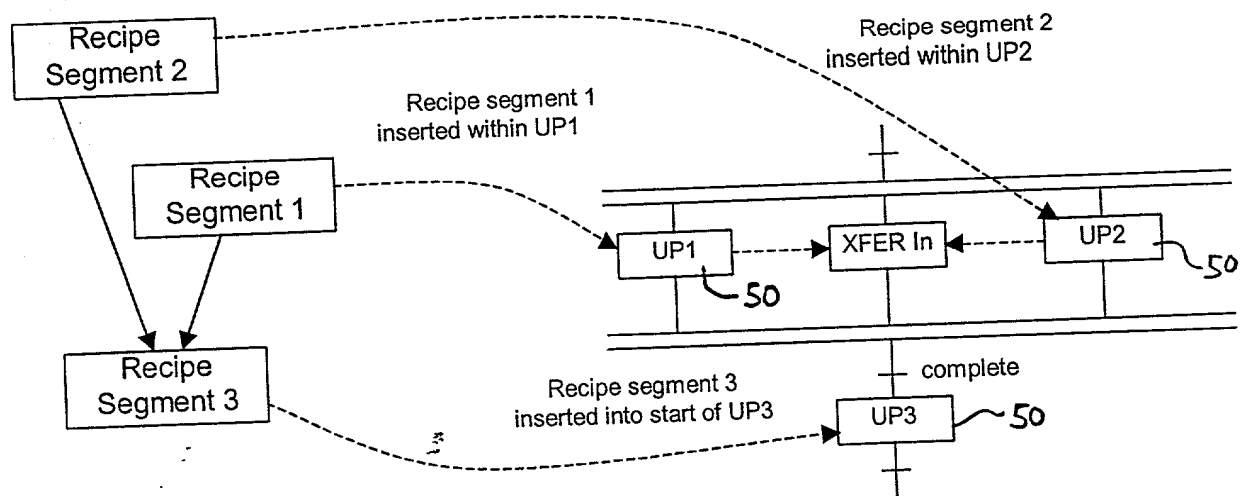 Recipe
Segment 2
Recipe segment 2
inserted within UP2
Recipe segment 1
inserted within UP1
Recipe
Segment 1
UP1
XFER In
UP2
50
50
Recipe
Segment 3
Recipe segment 3
inserted into start of UP3
complete
UP3
50